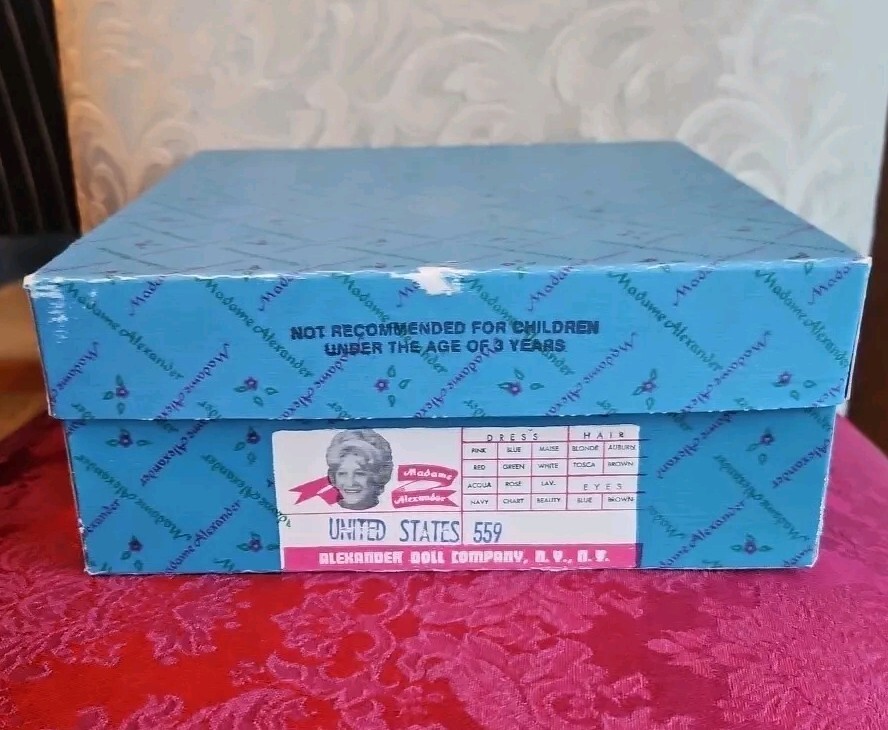 NOT RECOMMENDED FOR CHILDREN
UNDER THE AGE OF 3 YEARS
Madame Alexander
Madame
Alexander
DRESS HAIR
PINK BLUE MAISE BLONDE AUBURN
RED GREEN WHITE TOSCA BROWN
ACQUA ROSE LAV. EYES
NAVY CHART BEAUTY BLUE BROWN
UNITED STATES 559
ALEXANDER DOLL COMPANY, N. Y., N. Y.